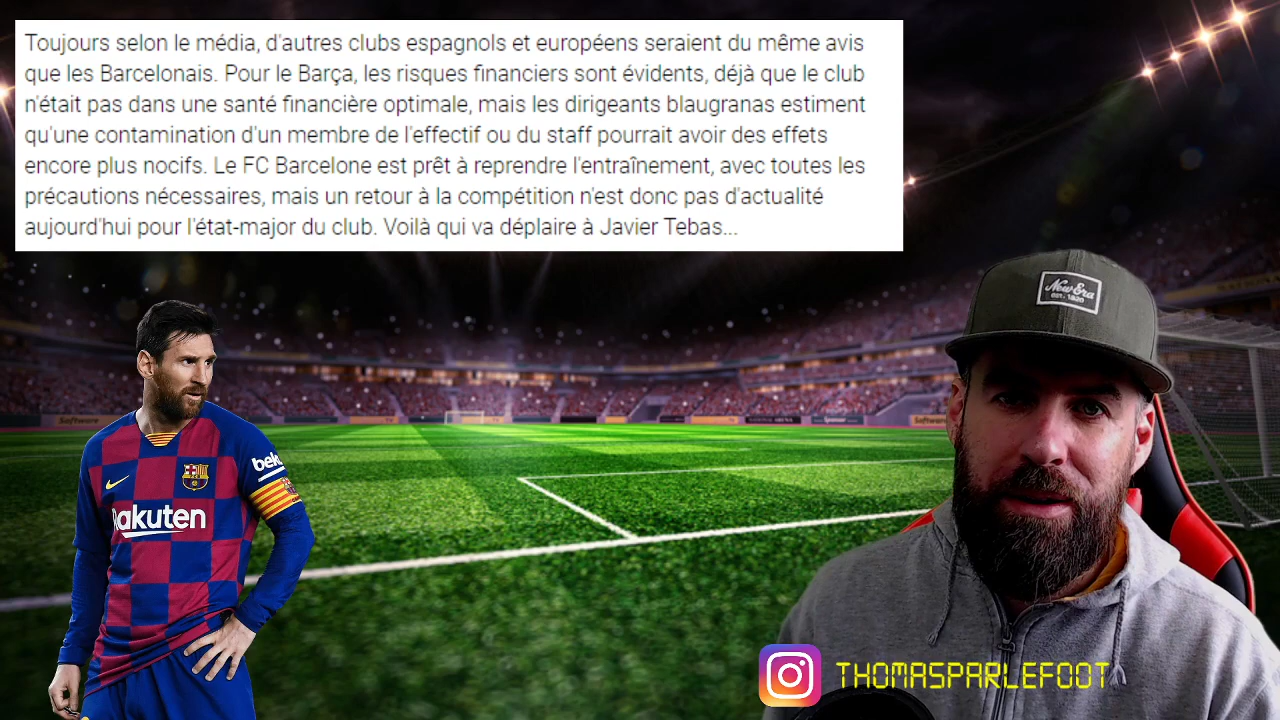 Toujours selon le média, d'autres clubs espagnols et européens seraient du même avis
que les Barcelonais. Pour le Barça, les risques financiers sont évidents, déjà que le club
n'était pas dans une santé financière optimale, mais les dirigeants blaugranas estiment
qu'une contamination d'un membre de l'effectif ou du staff pourrait avoir des effets
encore plus nocifs. Le FC Barcelone est prêt à reprendre l'entraînement, avec toutes les
précautions nécessaires, mais un retour à la compétition n'est donc pas d'actualité
aujourd'hui pour l'état-major du club. Voilà qui va déplaire à Javier Tebas...
New Era
EST. 1920
Software
Software
beko
Rakuten
THOMASPARLEFOOT